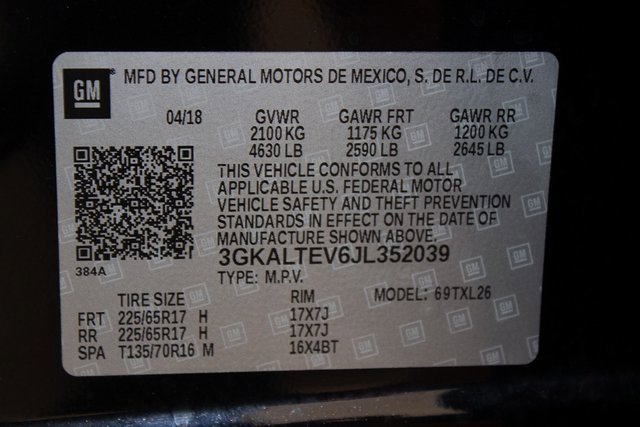 GM MFD BY GENERAL MOTORS DE MEXICO, S. DE R.L. DE C.V.
04/18 GVWR GAWR FRT GAWR RR
2100 KG 1175 KG 1200 KG
4630 LB 2590 LB 2645 LB
THIS VEHICLE CONFORMS TO ALL
APPLICABLE U.S. FEDERAL MOTOR
VEHICLE SAFETY AND THEFT PREVENTION
STANDARDS IN EFFECT ON THE DATE OF
MANUFACTURE SHOWN ABOVE.
3GKALTEV6JL352039
384A
TYPE: M.P.V.
TIRE SIZE RIM MODEL: 69TXL26
FRT 225/65R17 H 17X7J
RR 225/65R17 H 17X7J
SPA T135/70R16 M 16X4BT